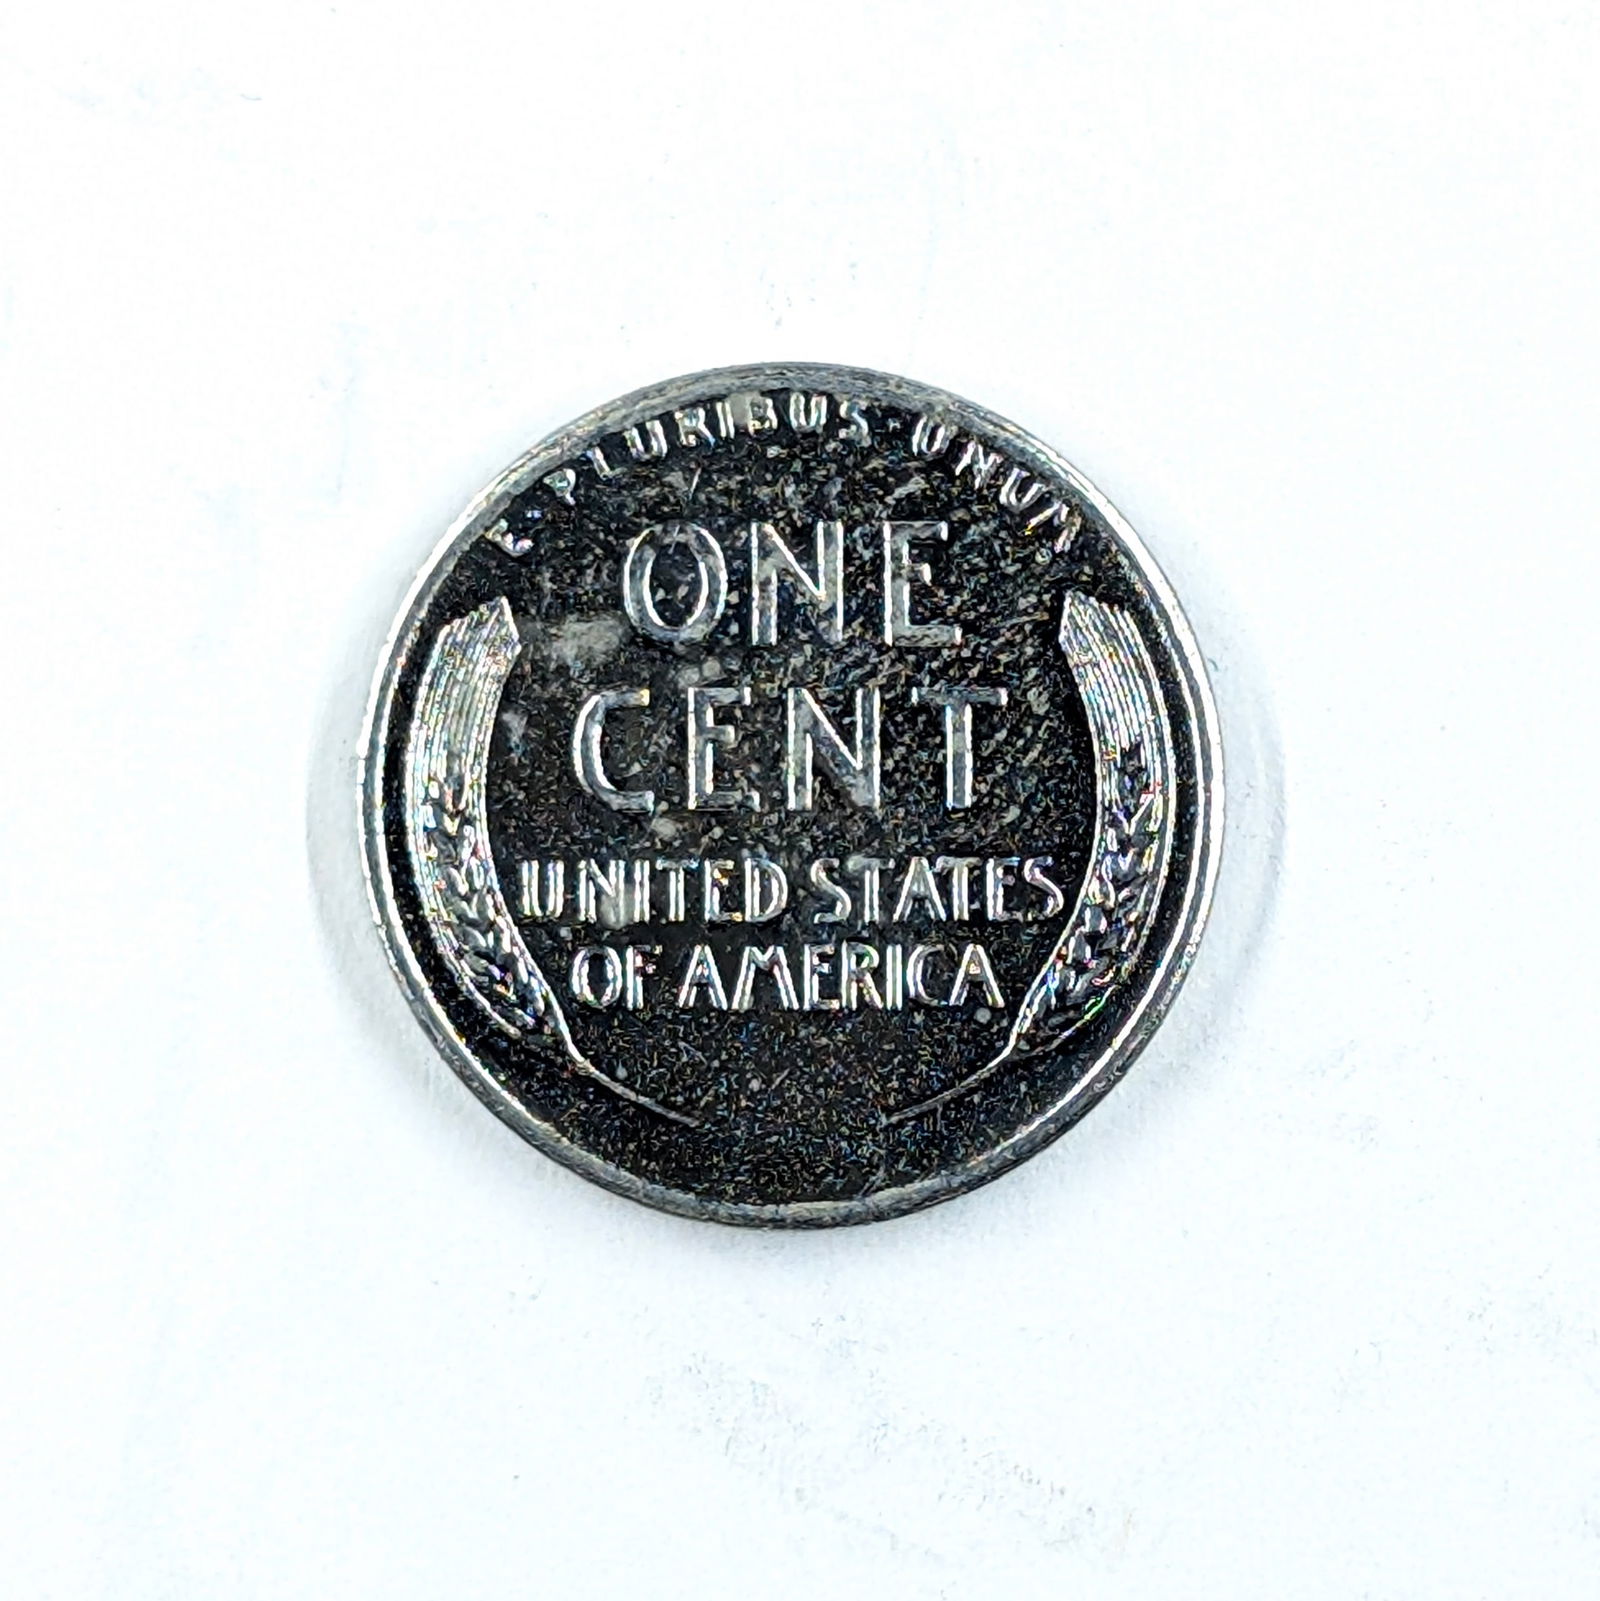 E·PLURIBUS·UNUM
ONE
CENT
UNITED STATES
OF AMERICA